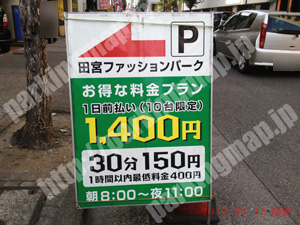 P
田宮ファッションパーク
お得な料金プラン
1日前払い(10台限定)
1,400円
30分150円
1時間以内最低料金400円
朝8:00〜夜11:00